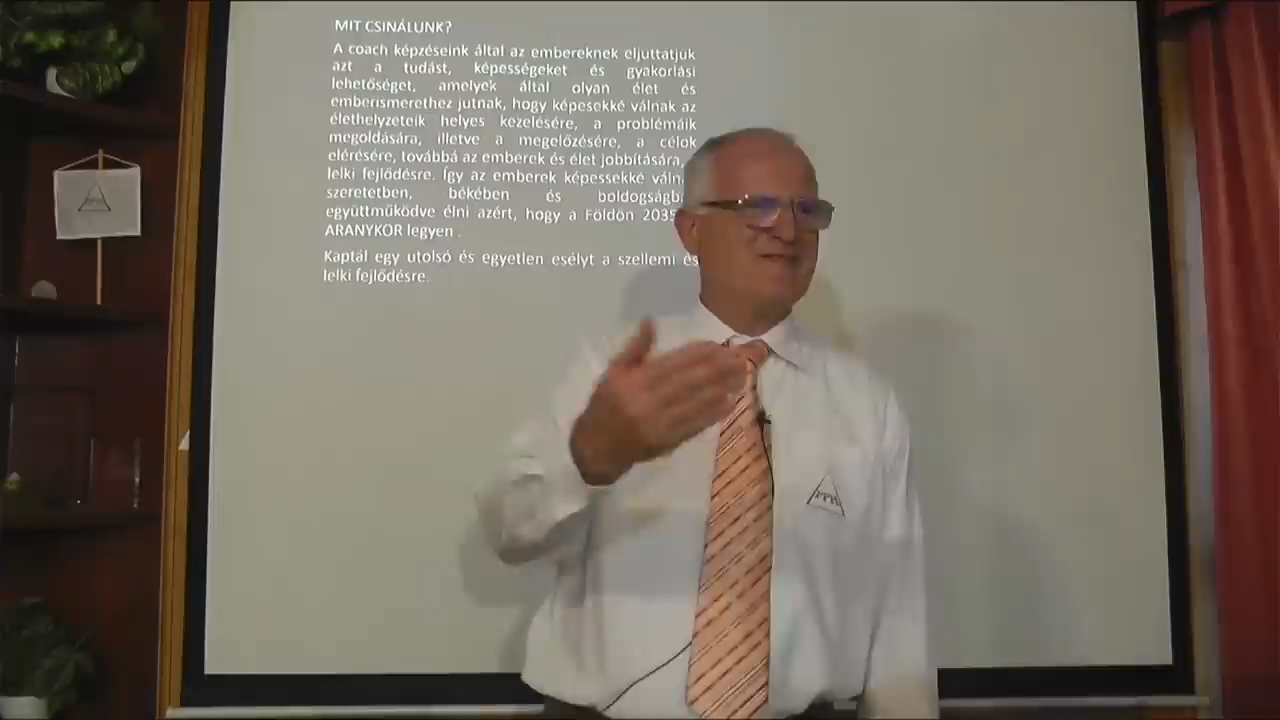 MIT CSINÁLUNK?
A coach képzéseink által az embereknek eljuttatjuk
azt a tudást, képességeket és gyakorlási
lehetőséget, amelyek által olyan élet és
emberismerethez jutnak, hogy képesekké válnak az
élethelyzeteik helyes kezelésére, a problémáik
megoldására, illetve a megelőzésére, a célok
elérésére, továbbá az emberek és élet jobbítására,
lelki fejlődésre. Így az emberek képessekké váln
szeretetben, békében és boldogságb
együttműködve élni azért, hogy a Földön 2035
ARANYKOR legyen .
Kaptál egy utolsó és egyetlen esélyt a szellemi és
lelki fejlődésre.